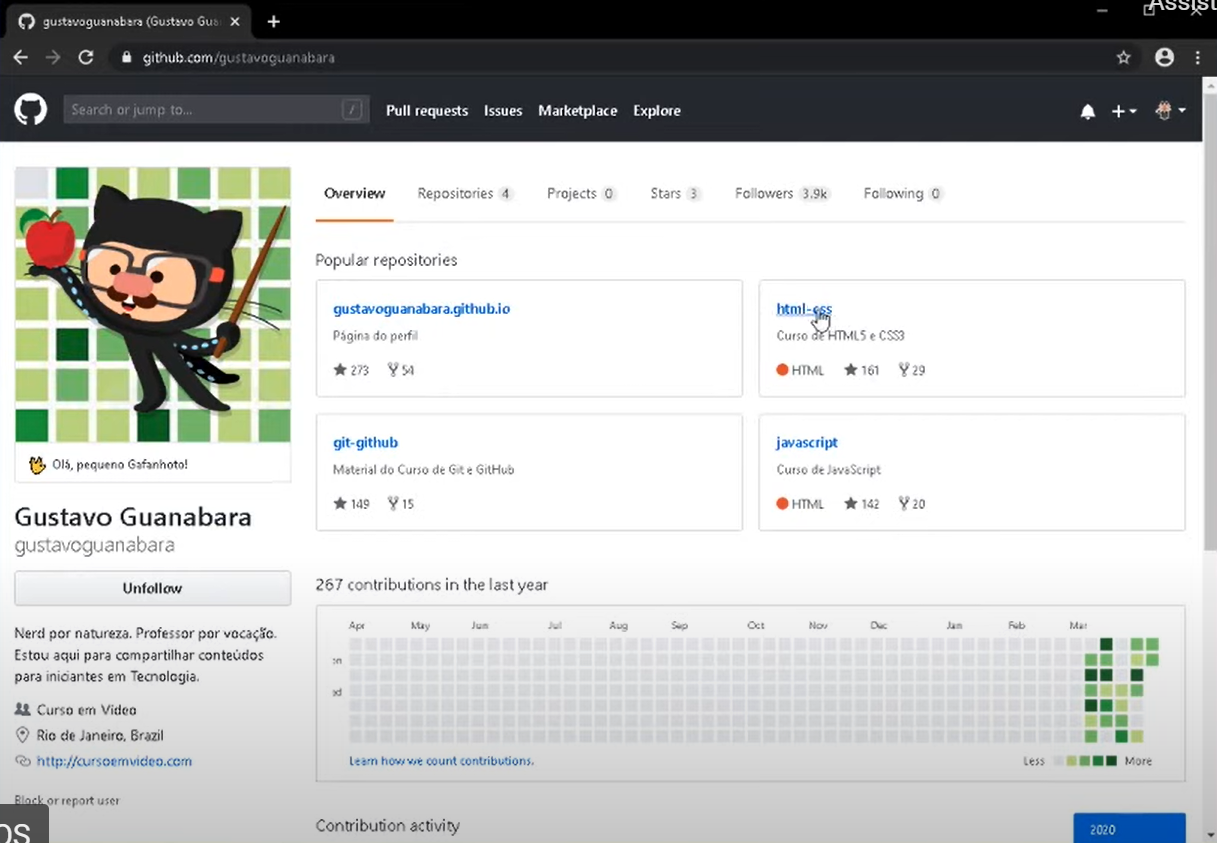 Assist
gustavoguanabara (Gustavo Gua
github.com/gustavoguanabara
Search or jump to...
/
Pull requests Issues Marketplace Explore
Overview Repositories 4 Projects 0 Stars 3 Followers 3.9k Following 0
Popular repositories
gustavoguanabara.github.io
Página do perfil
273 54
html-css
Curso de HTML5 e CSS3
HTML 161 29
git-github
Material do Curso de Git e GitHub
149 15
javascript
Curso de JavaScript
HTML 142 20
Olá, pequeno Gafanhoto!
Gustavo Guanabara
gustavoguanabara
Unfollow
Nerd por natureza. Professor por vocação.
Estou aqui para compartilhar conteúdos
para iniciantes em Tecnologia.
Curso em Video
Rio de Janeiro, Brazil
http://cursoemvideo.com
Block or report user
os
267 contributions in the last year
Apr May Jun Jul Aug Sep Oct Nov Dec Jan Feb Mar
on
ed
Learn how we count contributions.
Less More
Contribution activity
2020